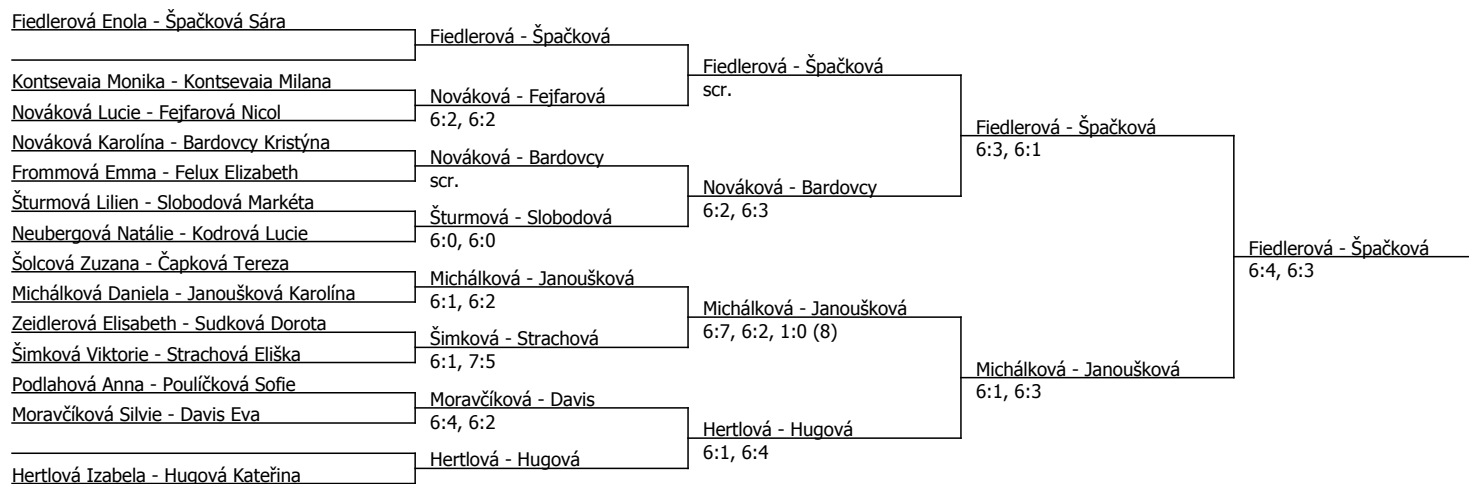 Fiedlerová Enola - Špačková Sára
Fiedlerová - Špačková
Fiedlerová - Špačková
scr.
Kontsevaia Monika - Kontsevaia Milana
Nováková - Fejfarová
6:2, 6:2
Nováková Lucie - Fejfarová Nicol
Fiedlerová - Špačková
6:3, 6:1
Nováková Karolína - Bardovcy Kristýna
Nováková - Bardovcy
scr.
Frommová Emma - Felux Elizabeth
Nováková - Bardovcy
6:2, 6:3
Šturmová Lilien - Slobodová Markéta
Šturmová - Slobodová
6:0, 6:0
Neubergová Natálie - Kodrová Lucie
Fiedlerová - Špačková
6:4, 6:3
Šolcová Zuzana - Čapková Tereza
Michálková - Janoušková
6:1, 6:2
Michálková Daniela - Janoušková Karolína
Michálková - Janoušková
6:7, 6:2, 1:0 (8)
Zeidlerová Elisabeth - Sudková Dorota
Šimková - Strachová
6:1, 7:5
Šimková Viktorie - Strachová Eliška
Michálková - Janoušková
6:1, 6:3
Podlahová Anna - Poulíčková Sofie
Moravčíková - Davis
6:4, 6:2
Moravčíková Silvie - Davis Eva
Hertlová - Hugová
6:1, 6:4
Hertlová - Hugová
Hertlová Izabela - Hugová Kateřina